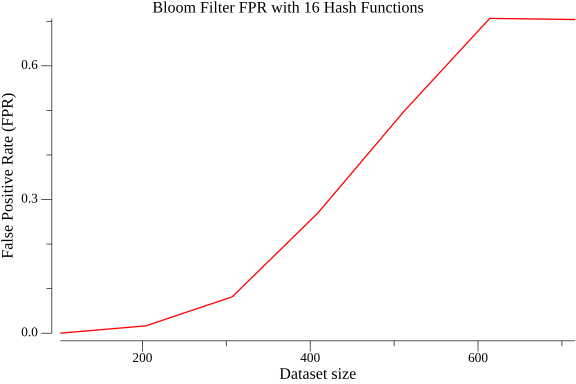 Bloom Filter FPR with 16 Hash Functions
False Positive Rate (FPR)
0.6
0.3
0.0
200 400 600
Dataset size